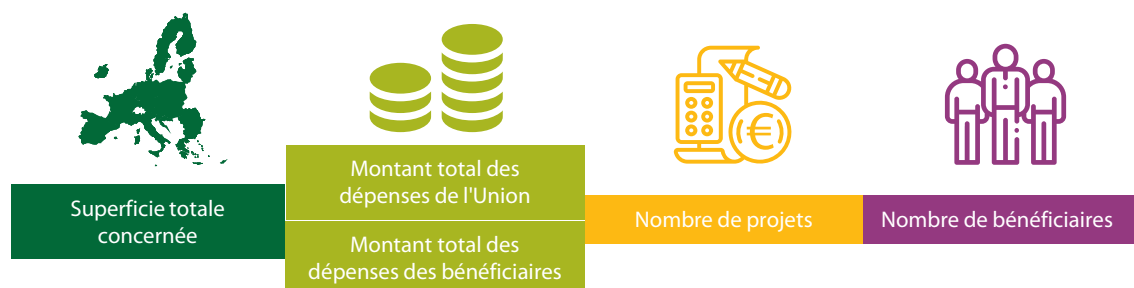 Superficie totale
concernée
Montant total des
dépenses de l'Union
Montant total des
dépenses des bénéficiaires
Nombre de projets
Nombre de bénéficiaires